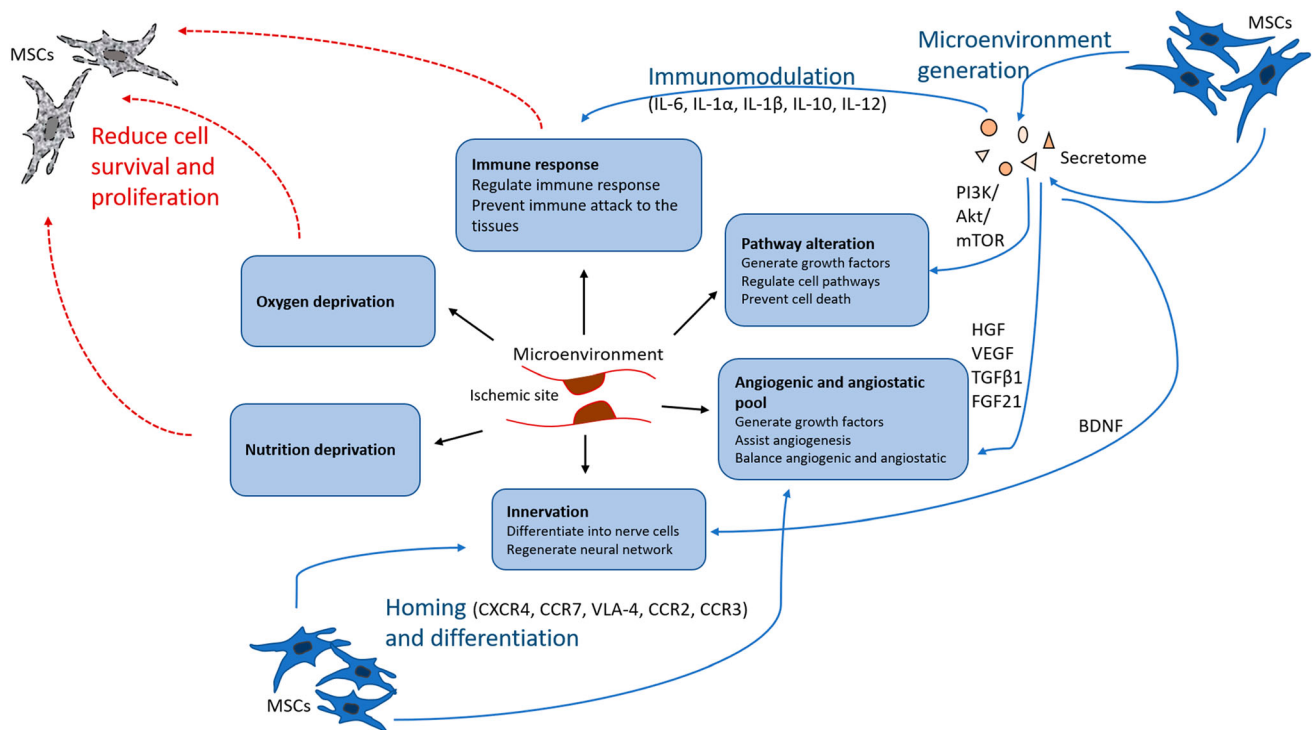 MSCs
Reduce cell
survival and
proliferation
Immunomodulation
(IL-6, IL-1α, IL-1β, IL-10, IL-12)
Microenvironment
generation
MSCs
Secretome
Immune response
Regulate immune response
Prevent immune attack to the
tissues
PI3K/
Akt/
mTOR
Pathway alteration
Generate growth factors
Regulate cell pathways
Prevent cell death
Oxygen deprivation
Microenvironment
Ischemic site
HGF
VEGF
TGFβ1
FGF21
Angiogenic and angiostatic
pool
Generate growth factors
Assist angiogenesis
Balance angiogenic and angiostatic
BDNF
Nutrition deprivation
Innervation
Differentiate into nerve cells
Regenerate neural network
Homing (CXCR4, CCR7, VLA-4, CCR2, CCR3)
and differentiation
MSCs